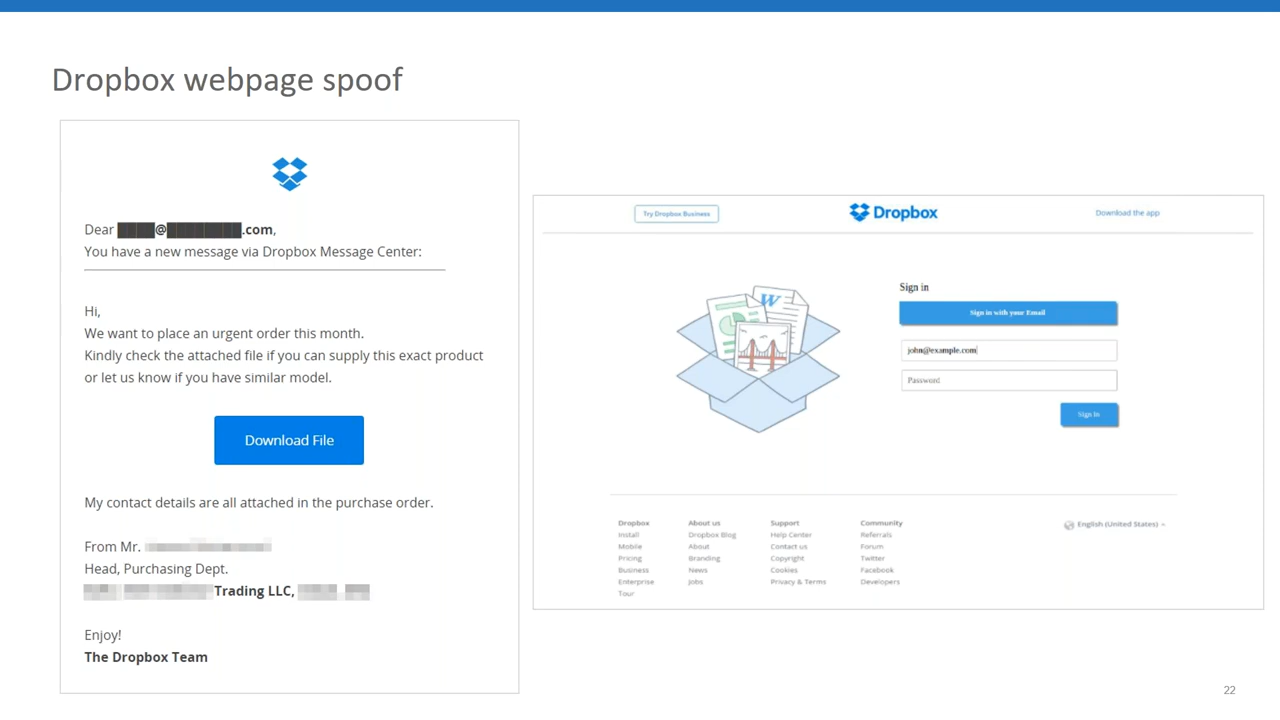 Dropbox webpage spoof
Dear @.com,
You have a new message via Dropbox Message Center:
Hi,
We want to place an urgent order this month.
Kindly check the attached file if you can supply this exact product
or let us know if you have similar model.
Download File
My contact details are all attached in the purchase order.
From Mr.
Head, Purchasing Dept.
Trading LLC,
Enjoy!
The Dropbox Team
Try Dropbox Business
Dropbox
Download the app
W
Sign in
Sign in with your Email
john@example.com
Password
Sign In
Dropbox
Install
Mobile
Pricing
Business
Enterprise
Tour
About us
Dropbox Blog
About
Branding
News
Jobs
Support
Help Center
Contact us
Copyright
Cookies
Privacy & Terms
Community
Referrals
Forum
Twitter
Facebook
Developers
English (United States)
22